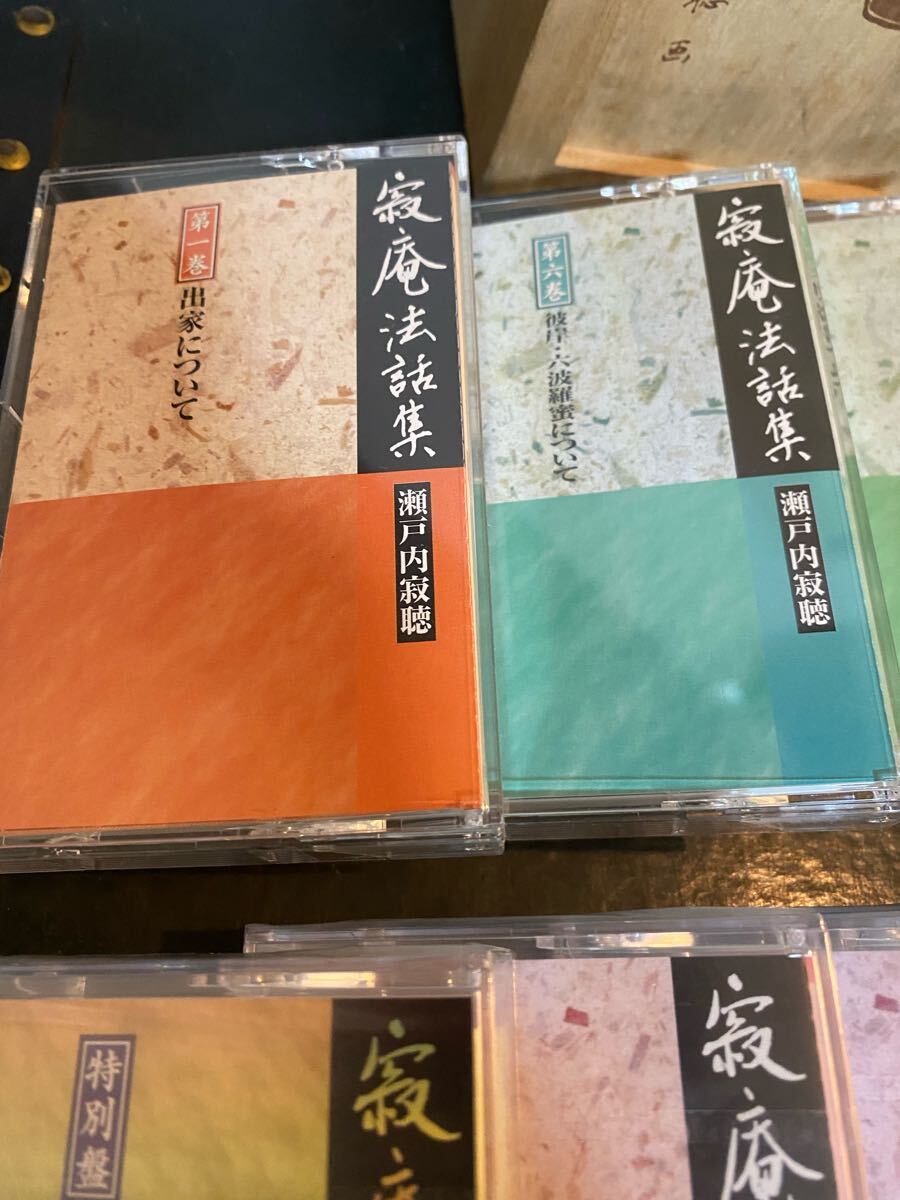 画
寂庵法話集
第一巻
出家について
瀬戸内寂聴
寂庵法話集
第六巻
彼岸・六波羅蜜について
瀬戸内寂聴
寂
特別盤
寂庵